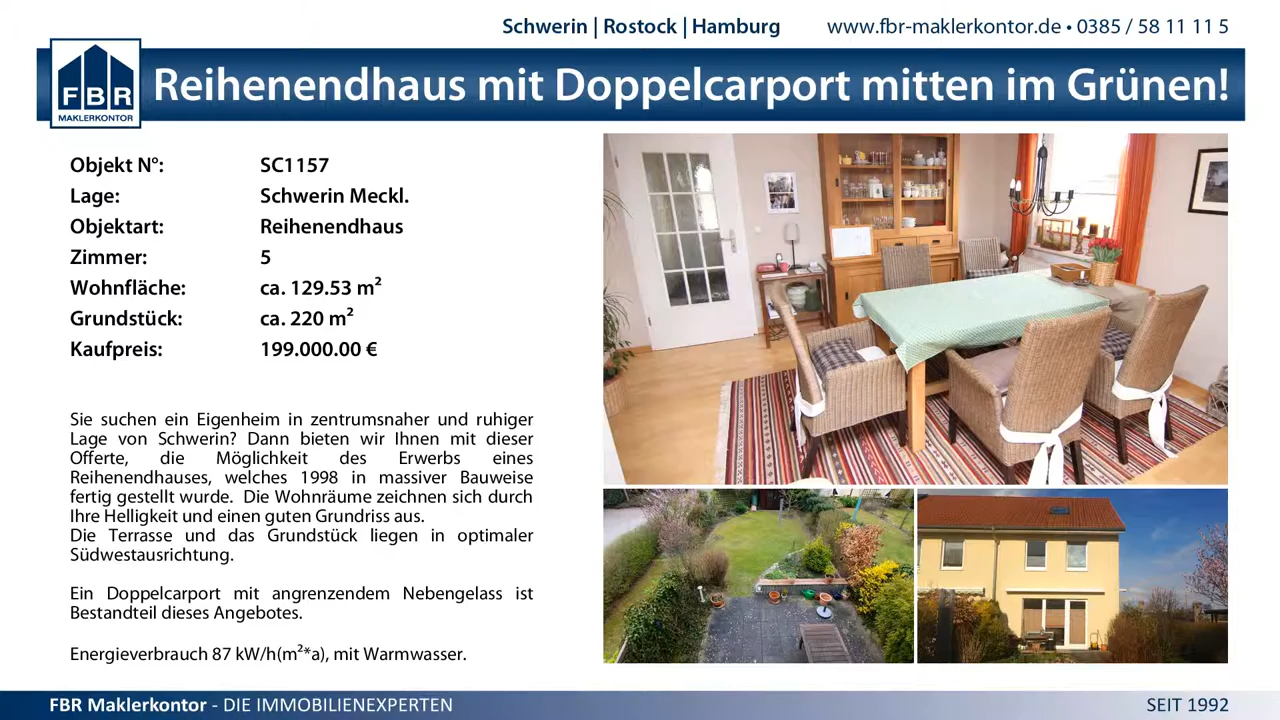 Schwerin | Rostock | Hamburg www.fbr-maklerkontor.de • 0385 / 58 11 11 5
FBR
MAKLERKONTOR
Reihenendhaus mit Doppelcarport mitten im Grünen!
Objekt N°: SC1157
Lage: Schwerin Meckl.
Objektart: Reihenendhaus
Zimmer: 5
Wohnfläche: ca. 129.53 m²
Grundstück: ca. 220 m²
Kaufpreis: 199.000.00 €
Sie suchen ein Eigenheim in zentrumsnaher und ruhiger
Lage von Schwerin? Dann bieten wir Ihnen mit dieser
Offerte, die Möglichkeit des Erwerbs eines
Reihenendhauses, welches 1998 in massiver Bauweise
fertig gestellt wurde. Die Wohnräume zeichnen sich durch
Ihre Helligkeit und einen guten Grundriss aus.
Die Terrasse und das Grundstück liegen in optimaler
Südwestausrichtung.
Ein Doppelcarport mit angrenzendem Nebengelass ist
Bestandteil dieses Angebotes.
Energieverbrauch 87 kW/h(m²*a), mit Warmwasser.
FBR Maklerkontor - DIE IMMOBILIENEXPERTEN SEIT 1992